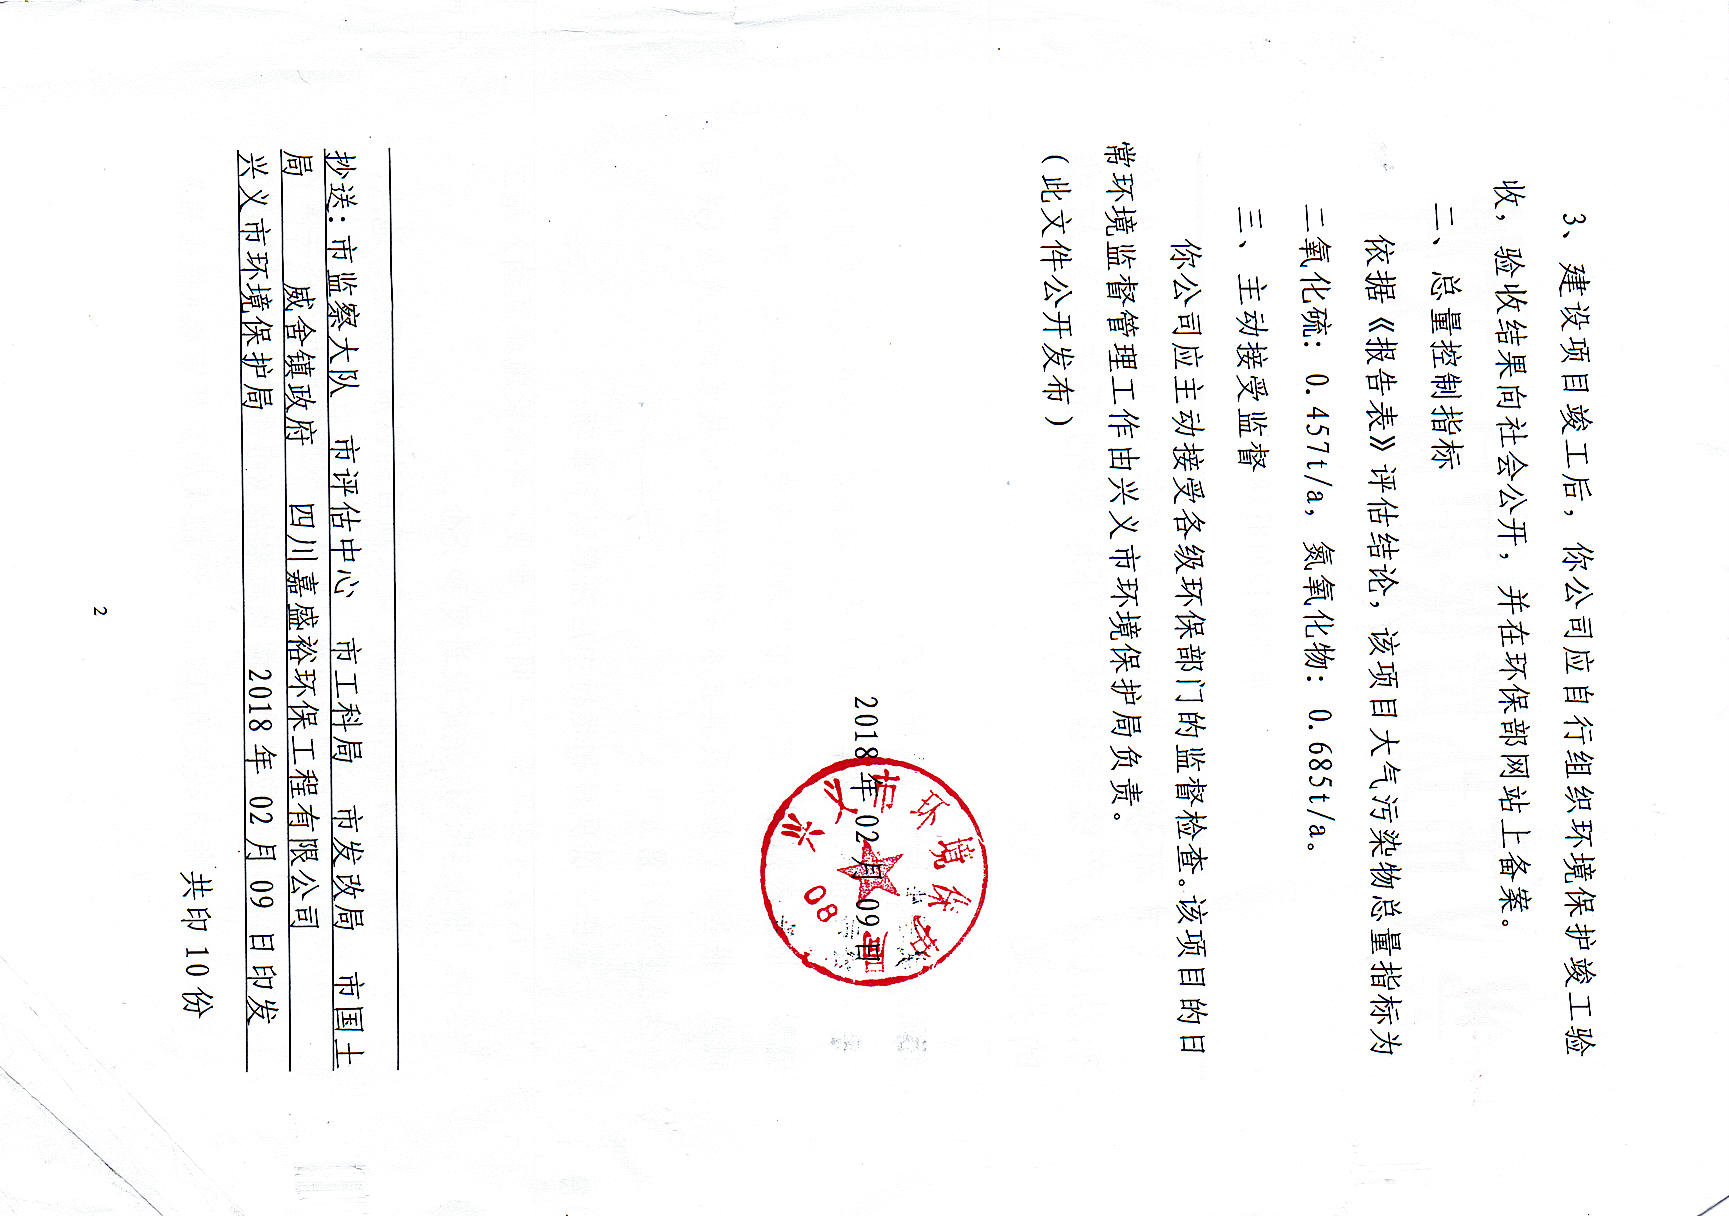 3、建设项目竣工后，你公司应自行组织环境保护竣工验
收，验收结果向社会公开，并在环保部网站上备案。
二、总量控制指标
依据《报告表》评估结论，该项目大气污染物总量指标为
二氧化硫：0.457t/a，氮氧化物：0.685t/a。
三、主动接受监督
你公司应主动接受各级环保部门的监督检查。该项目的日
常环境监督管理工作由兴义市环境保护局负责。
（此文件公开发布）
2018年02月09日
兴义市环境保护局
08
抄送：市监察大队 市评估中心 市工科局 市发改局 市国土
局 威舍镇政府 四川嘉盛裕环保工程有限公司
兴义市环境保护局 2018年02月09日印发
共印10份
2